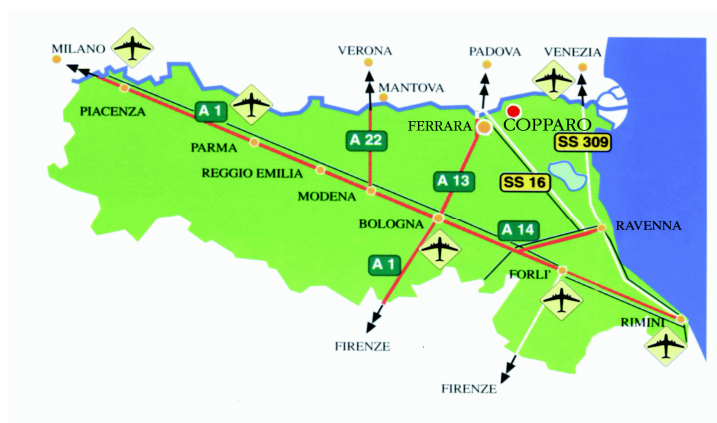 MILANO
VERONA
PADOVA
VENEZIA
MANTOVA
PIACENZA
A 1
FERRARA
COPPARO
PARMA
A 22
SS 309
REGGIO EMILIA
A 13
SS 16
MODENA
BOLOGNA
A 14
RAVENNA
A 1
FORLI'
RIMINI
FIRENZE
FIRENZE